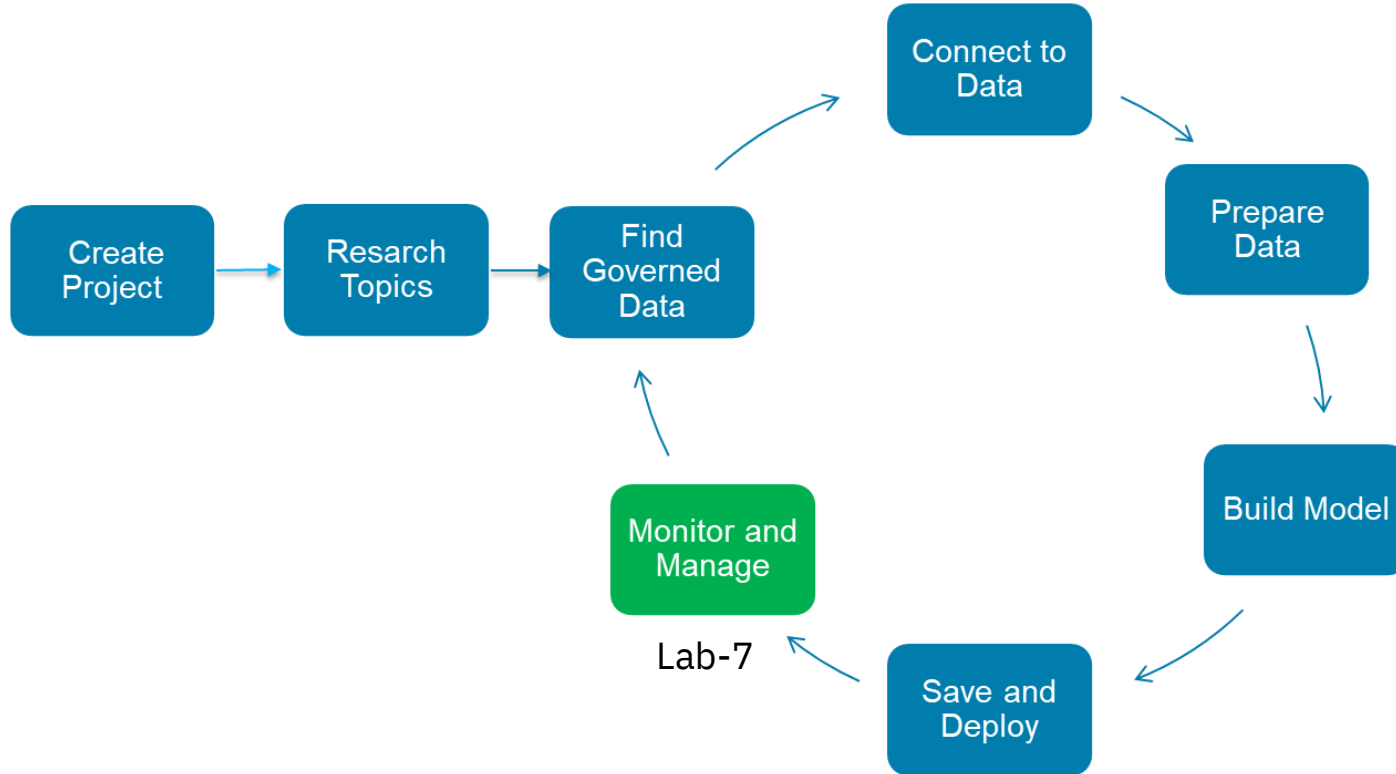 Create
Project
Resarch
Topics
Find
Governed
Data
Connect to
Data
Prepare
Data
Build Model
Save and
Deploy
Monitor and
Manage
Lab-7